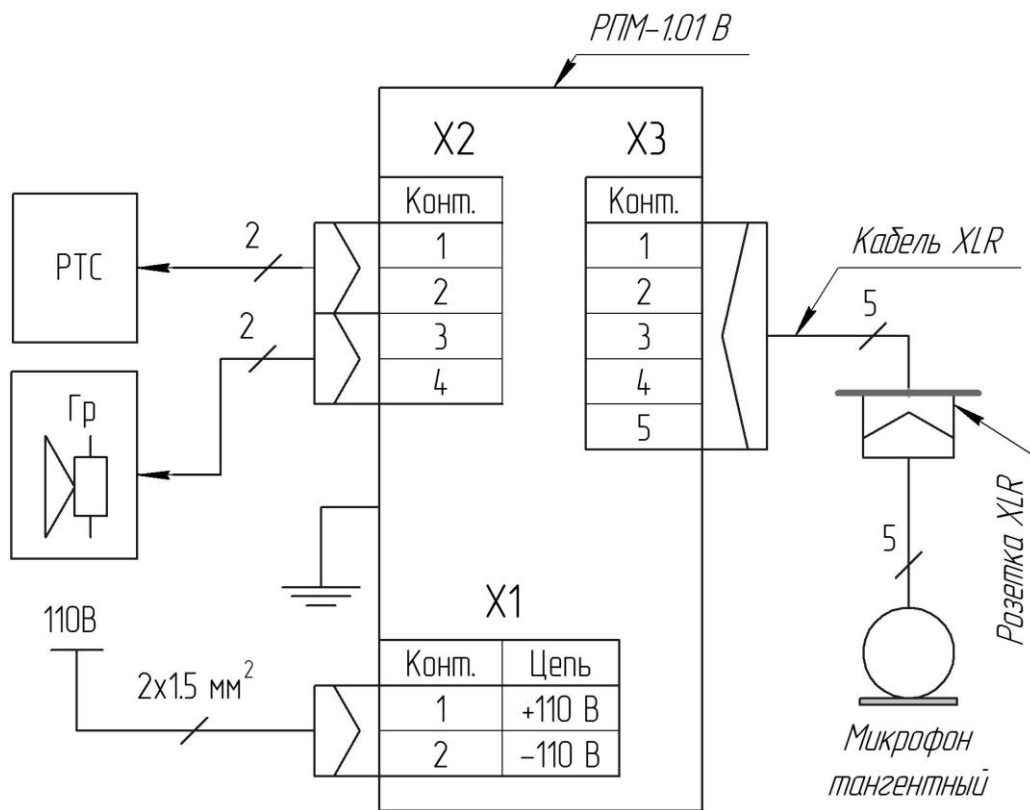 РПМ-1.01 В
Х2
Х3
Конт.
1
2
3
4
Конт.
1
2
3
4
5
РТС
2
2
Гр
Кабель XLR
5
Розетка XLR
5
Микрофон
тангентный
110В
2х1.5 мм²
Х1
Конт. Цепь
1 +110 В
2 -110 В